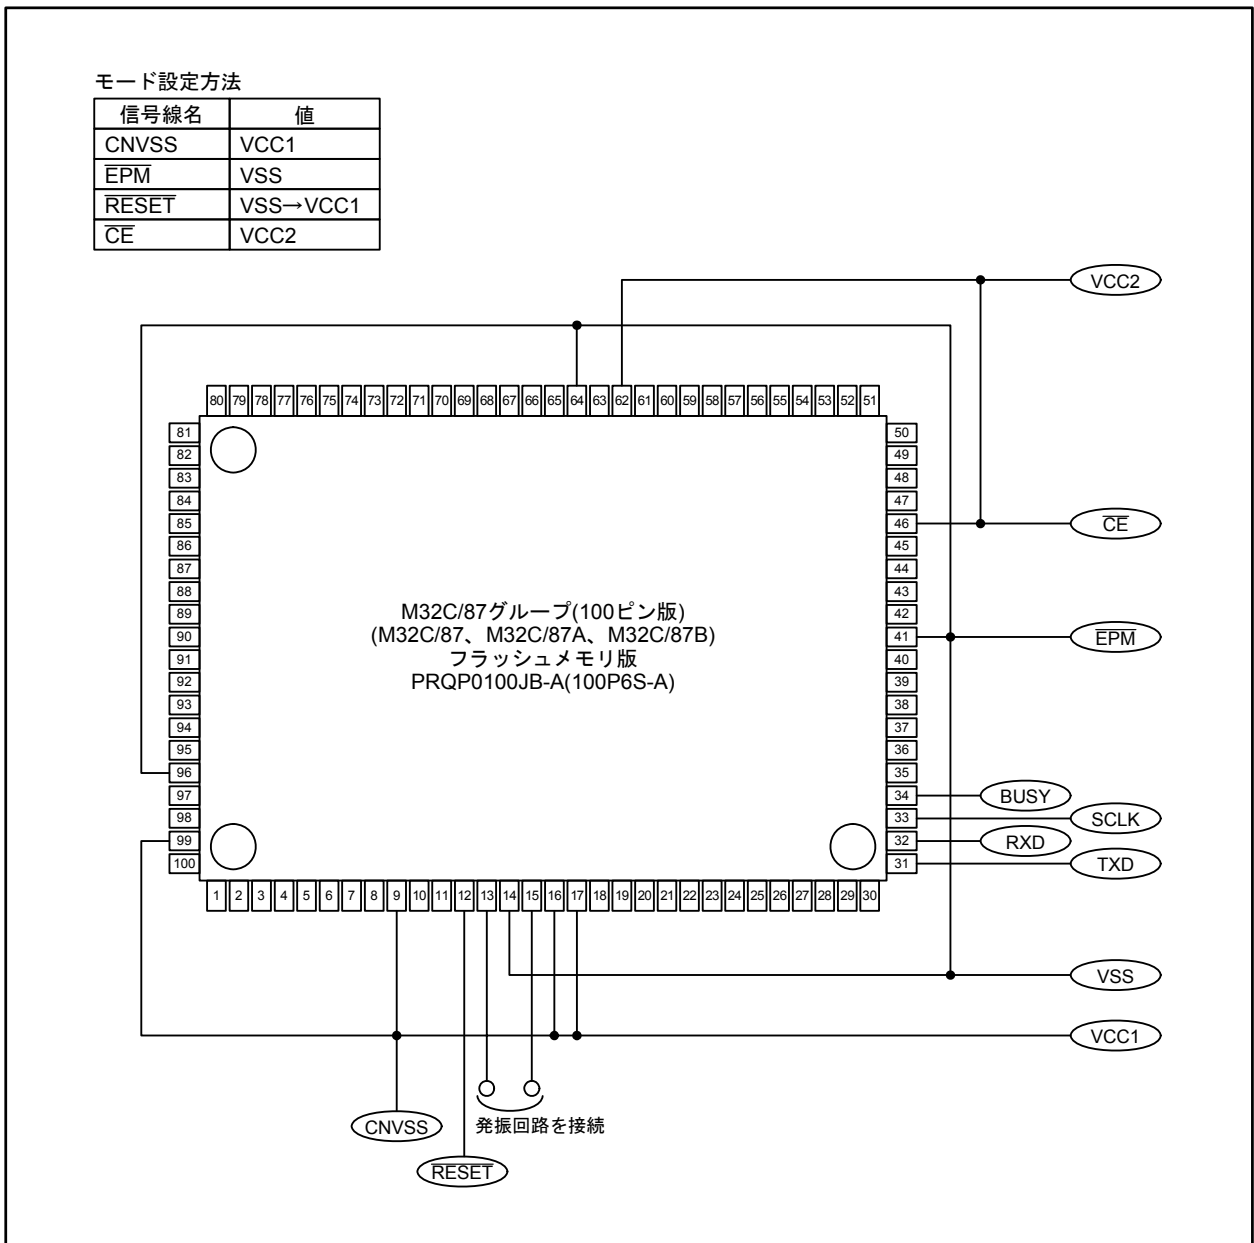 モード設定方法
信号線名 値
CNVSS VCC1
EPM VSS
RESET VSS→VCC1
CE VCC2
VCC2
80 79 78 77 76 75 74 73 72 71 70 69 68 67 66 65 64 63 62 61 60 59 58 57 56 55 54 53 52 51
81 50
82 49
83 48
84 47
85 46 CE
86 45
87 44
88 43
89 42
90 41 EPM
91 40
92 39
93 38
94 37
95 36
96 35
97 34 BUSY
98 33 SCLK
99 32 RXD
100 31 TXD
M32C/87グループ(100ピン版)
(M32C/87、M32C/87A、M32C/87B)
フラッシュメモリ版
PRQP0100JB-A(100P6S-A)
1 2 3 4 5 6 7 8 9 10 11 12 13 14 15 16 17 18 19 20 21 22 23 24 25 26 27 28 29 30
VSS
VCC1
CNVSS 発振回路を接続
RESET